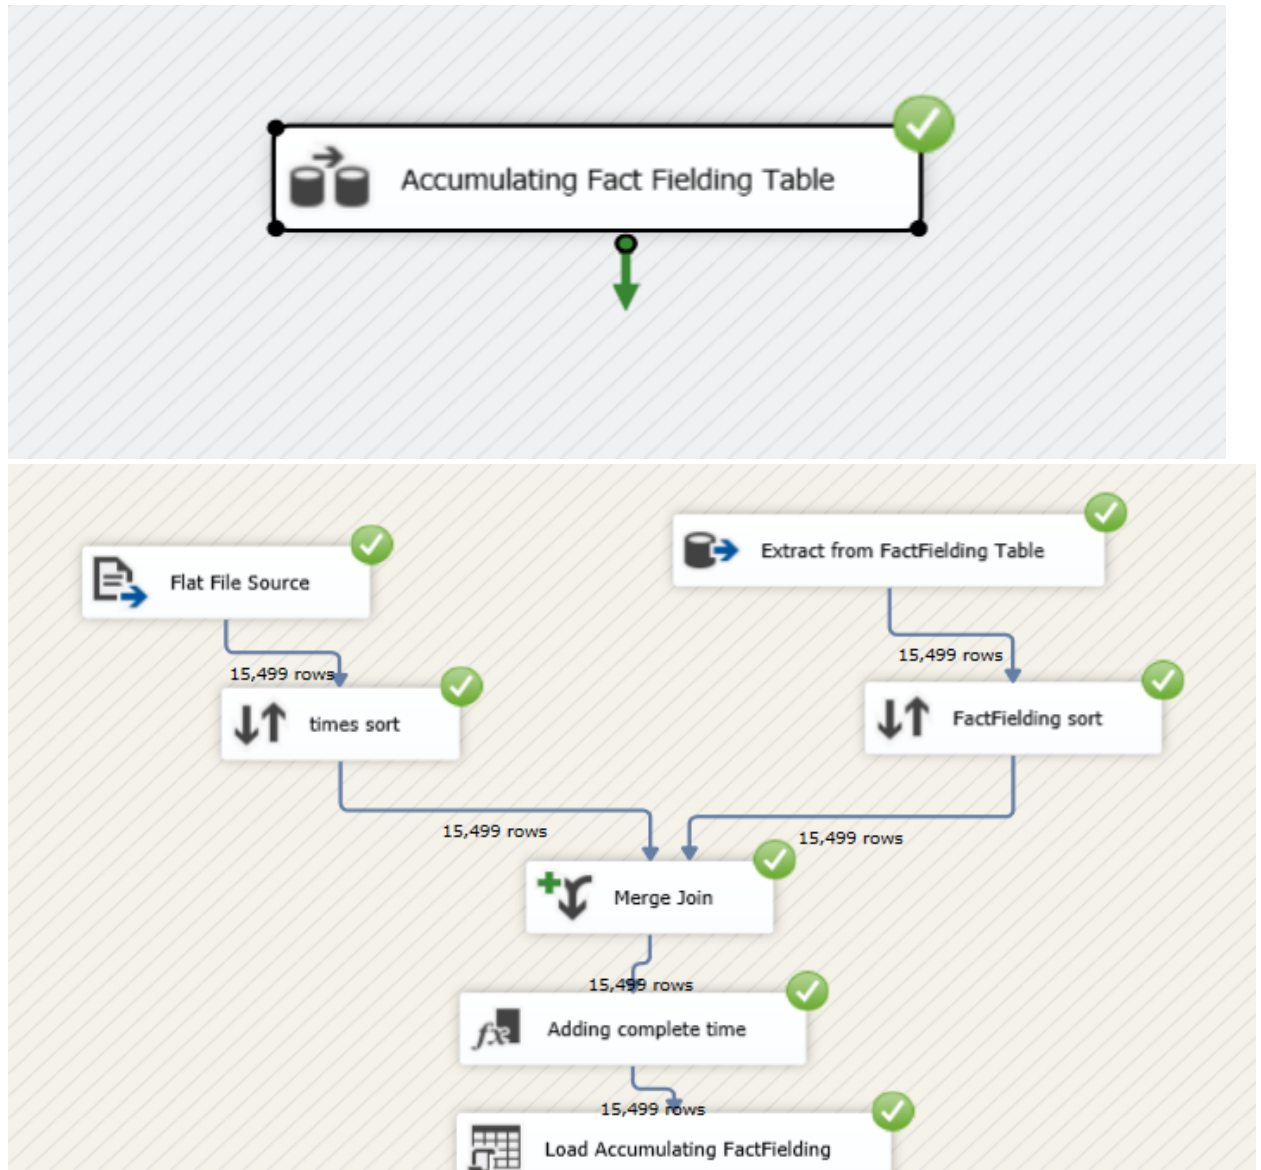 Accumulating Fact Fielding Table
Flat File Source
Extract from FactFielding Table
15,499 rows
15,499 rows
times sort
FactFielding sort
15,499 rows
15,499 rows
Merge Join
15,499 rows
Adding complete time
15,499 rows
Load Accumulating FactFielding